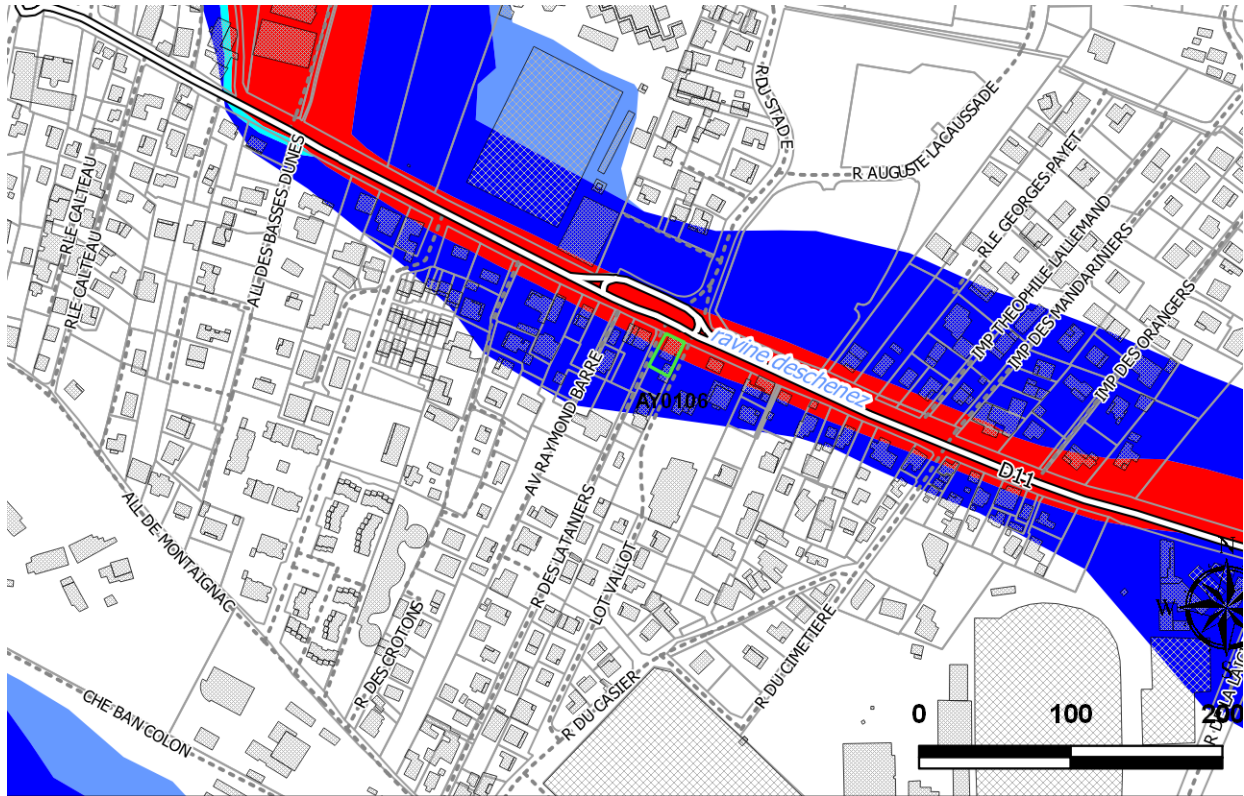 R DU STADE
R AUGUSTE LACAUSSADE
RLE CALTEAU
RLE CALTEAU
ALL DES BASSES DUNES
RLE GEORGES PAYET
IMP THEOPHILE LALLEMAND
IMP DES MANDARINIERS
IMP DES ORANGERS
ravine.deschenez
AY0106
AV RAYMOND BARRE
D11
ALL DE MONTAIGNAC
R DES LATANIERS
LOT VALLOT
R DES CROTONS
R DU CIMETIERE
R DU CASIER
CHE BAN COLON
N
W
0 100 200